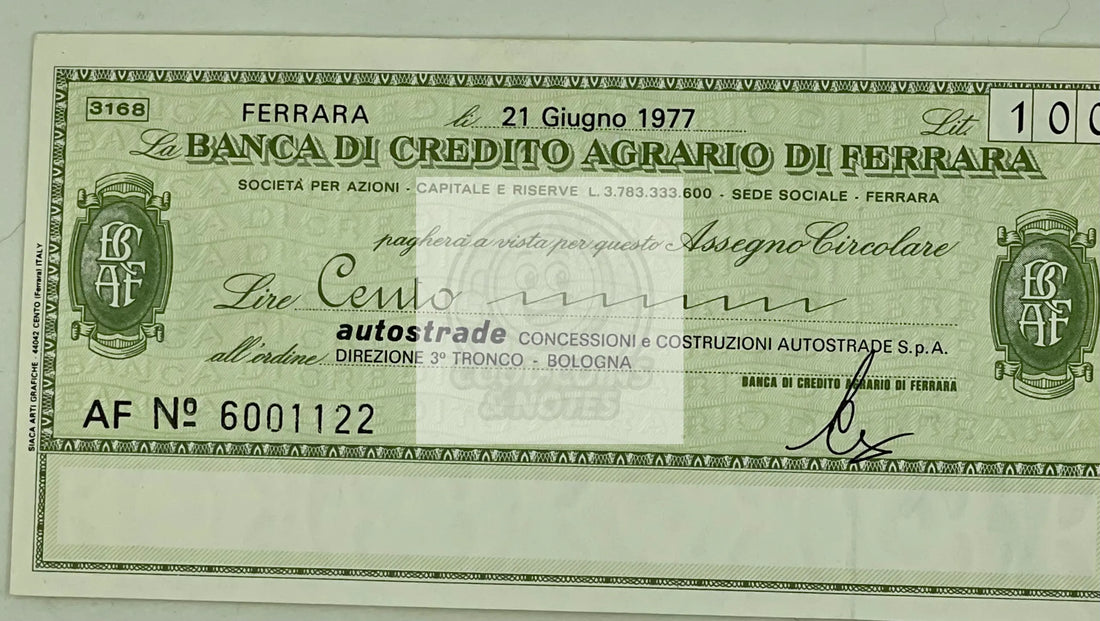 3168 FERRARA li 21 Giugno 1977 Lit. 100
La BANCA DI CREDITO AGRARIO DI FERRARA
SOCIETÀ PER AZIONI - CAPITALE E RISERVE L. 3.783.333.600 - SEDE SOCIALE - FERRARA
pagherà a vista per questo Assegno Circolare
Lire Cento
autostrade CONCESSIONI e COSTRUZIONI AUTOSTRADE S.p.A.
all'ordine DIREZIONE 3º TRONCO - BOLOGNA
BANCA DI CREDITO AGRARIO DI FERRARA
AF Nº 6001122
SIACA ARTI GRAFICHE - 44042 CENTO (Ferrara) ITALY
BCAF
BCAF
& NOTES